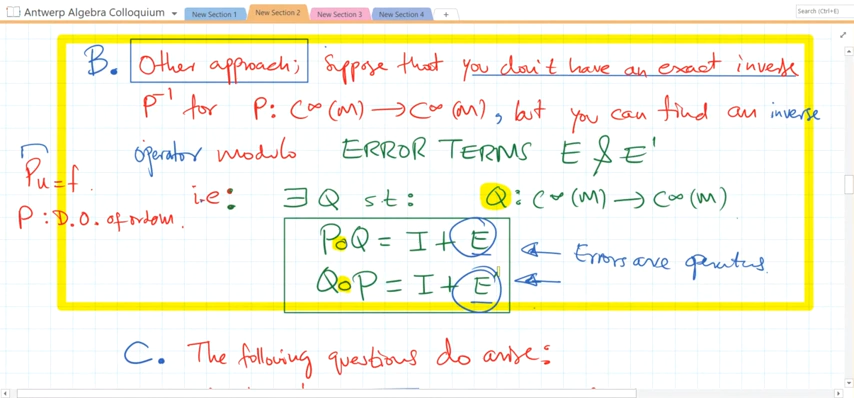 Antwerp Algebra Colloquium
New Section 1
New Section 2
New Section 3
New Section 4
+
Search (Ctrl+E)
B. Other approach; Suppose that you don't have an exact inverse
P⁻¹ for P: C∞(M) → C∞(M), but you can find an inverse
operator modulo ERROR TERMS E & E'
Pu=f.
i.e: ∃ Q st: Q: C∞(M) → C∞(M)
P: D.O. of order m.
P∘Q = I + E
Errors are operators.
Q∘P = I + E'
C. The following questions do arise: